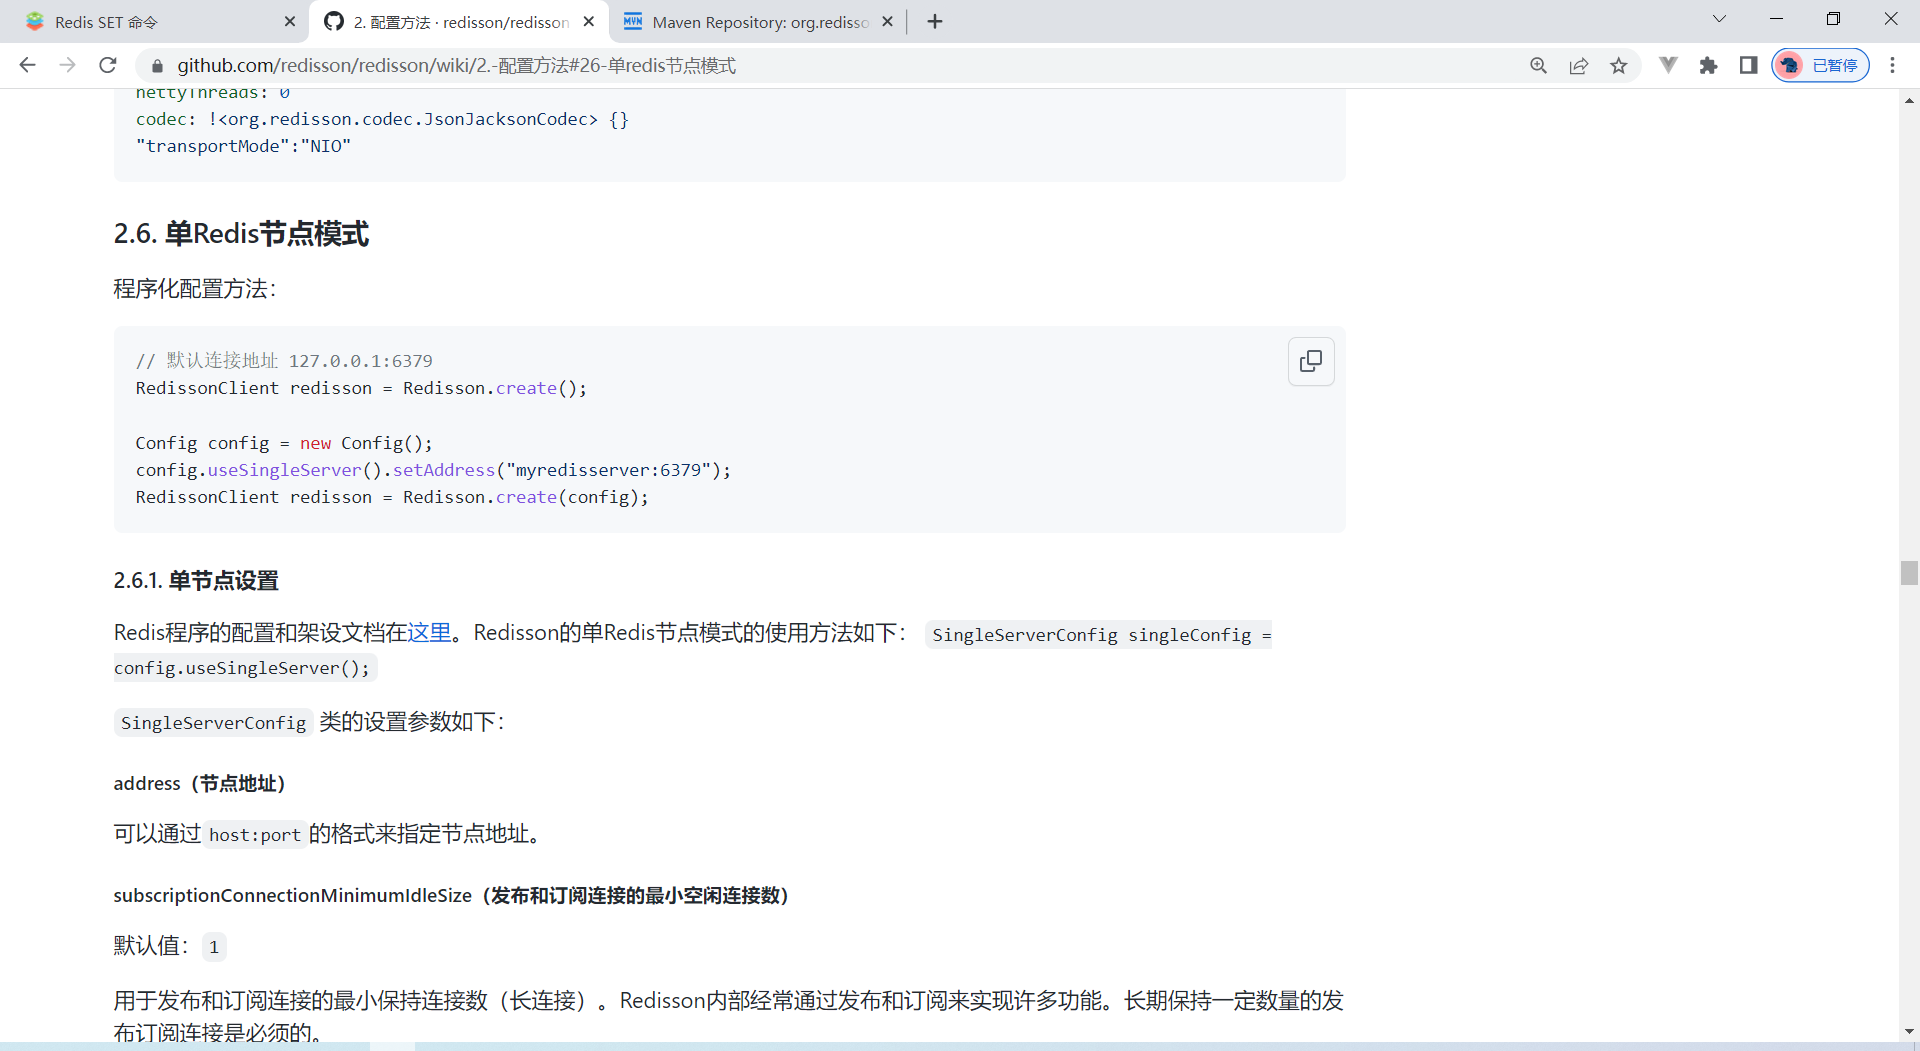 Redis SET 命令
2. 配置方法 · redisson/redisson
Maven Repository: org.redisso
github.com/redisson/redisson/wiki/2.-配置方法#26-单redis节点模式
已暂停
nettyThreads: 0
codec: !<org.redisson.codec.JsonJacksonCodec> {}
"transportMode":"NIO"
2.6. 单Redis节点模式
程序化配置方法：
// 默认连接地址 127.0.0.1:6379
RedissonClient redisson = Redisson.create();
Config config = new Config();
config.useSingleServer().setAddress("myredisserver:6379");
RedissonClient redisson = Redisson.create(config);
2.6.1. 单节点设置
Redis程序的配置和架设文档在这里。Redisson的单Redis节点模式的使用方法如下： SingleServerConfig singleConfig =
config.useSingleServer();
SingleServerConfig 类的设置参数如下：
address（节点地址）
可以通过host:port的格式来指定节点地址。
subscriptionConnectionMinimumIdleSize（发布和订阅连接的最小空闲连接数）
默认值：1
用于发布和订阅连接的最小保持连接数（长连接）。Redisson内部经常通过发布和订阅来实现许多功能。长期保持一定数量的发
布订阅连接是必须的。